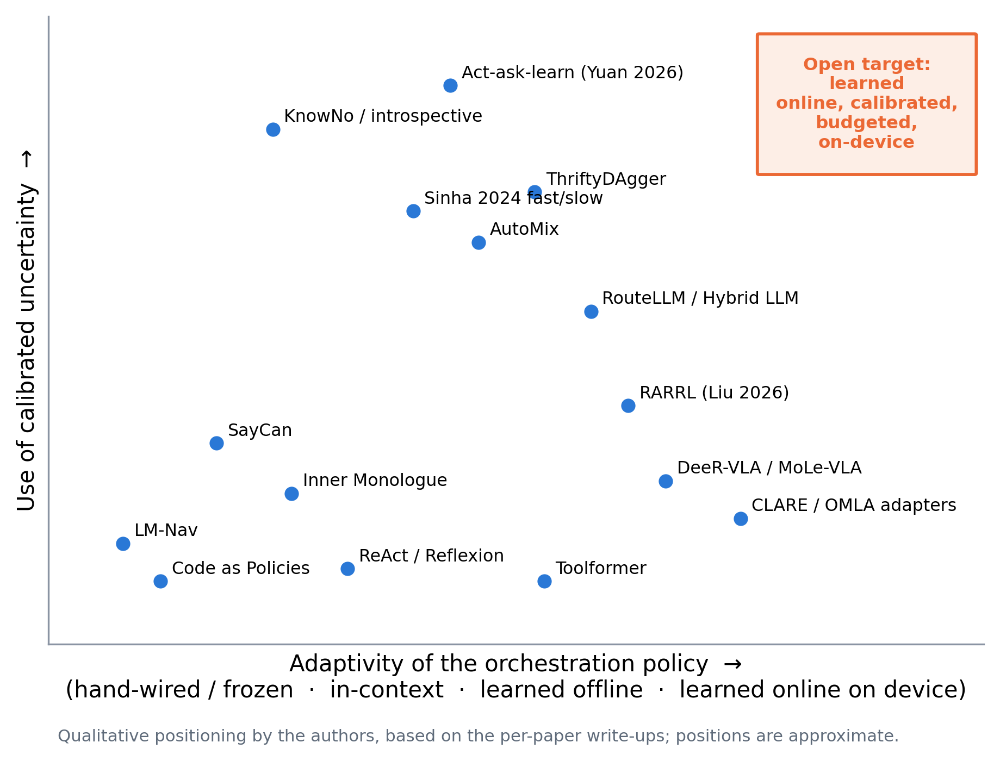 Act-ask-learn (Yuan 2026)
KnowNo / introspective
Open target:
learned
online, calibrated,
budgeted,
on-device
ThriftyDAgger
Sinha 2024 fast/slow
AutoMix
RouteLLM / Hybrid LLM
RARRL (Liu 2026)
SayCan
DeeR-VLA / MoLe-VLA
Inner Monologue
CLARE / OMLA adapters
LM-Nav
ReAct / Reflexion
Code as Policies
Toolformer
Use of calibrated uncertainty →
Adaptivity of the orchestration policy →
(hand-wired / frozen · in-context · learned offline · learned online on device)
Qualitative positioning by the authors, based on the per-paper write-ups; positions are approximate.